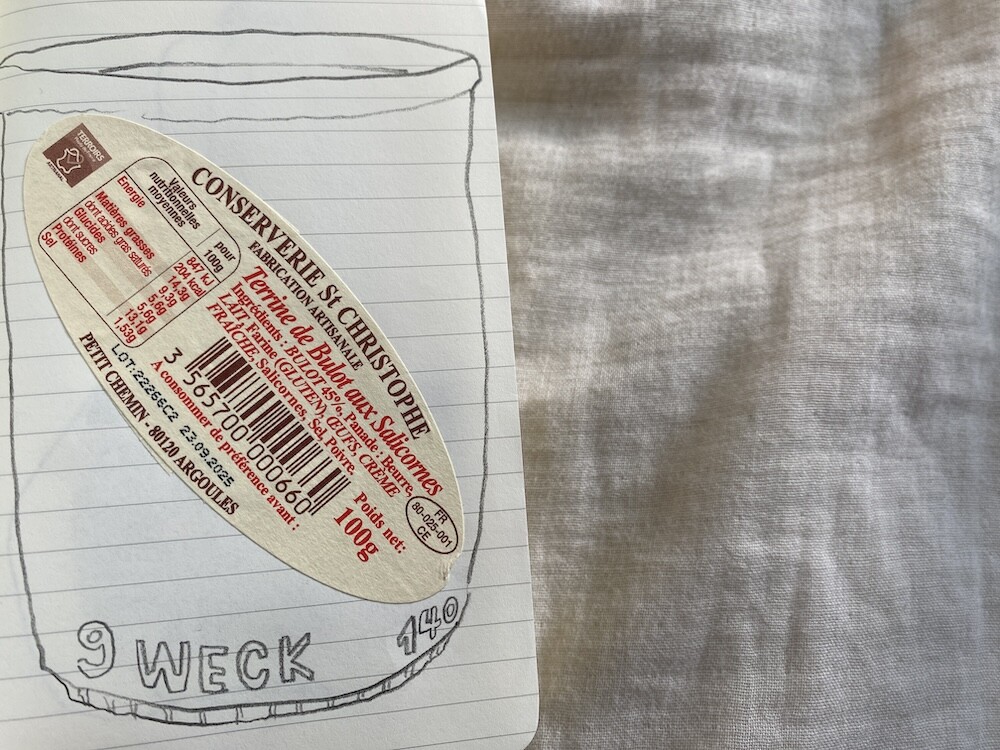 TERROIRS
CONSERVERIE St CHRISTOPHE
FABRICATION ARTISANALE
Terrine de Bulot aux Salicornes
Ingrédients : BULOT 45%, Panade : Beurre,
LAIT, Farine (GLUTEN), ŒUFS, CRÈME
FRAÎCHE, Salicornes, Sel, Poivre.
Valeurs
nutritionnelles
moyennes
pour
100g
Energie
847 kJ
204 kcal
Matières grasses
14,3g
dont acides gras saturés
9,3g
Glucides
5,6g
dont sucres
5,6g
Protéines
13,1g
Sel
1,53g
3 565700 000660
Poids net:
100g
FR
80-025-001
CE
A consommer de préférence avant :
LOT:22266C2 23.09.2025
PETIT CHEMIN - 80120 ARGOULES
9 WECK 140